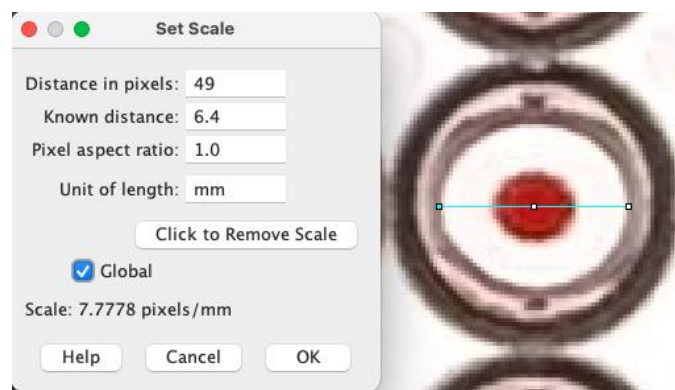 Set Scale
Distance in pixels: 49
Known distance: 6.4
Pixel aspect ratio: 1.0
Unit of length: mm
Click to Remove Scale
Global
Scale: 7.7778 pixels/mm
Help Cancel OK